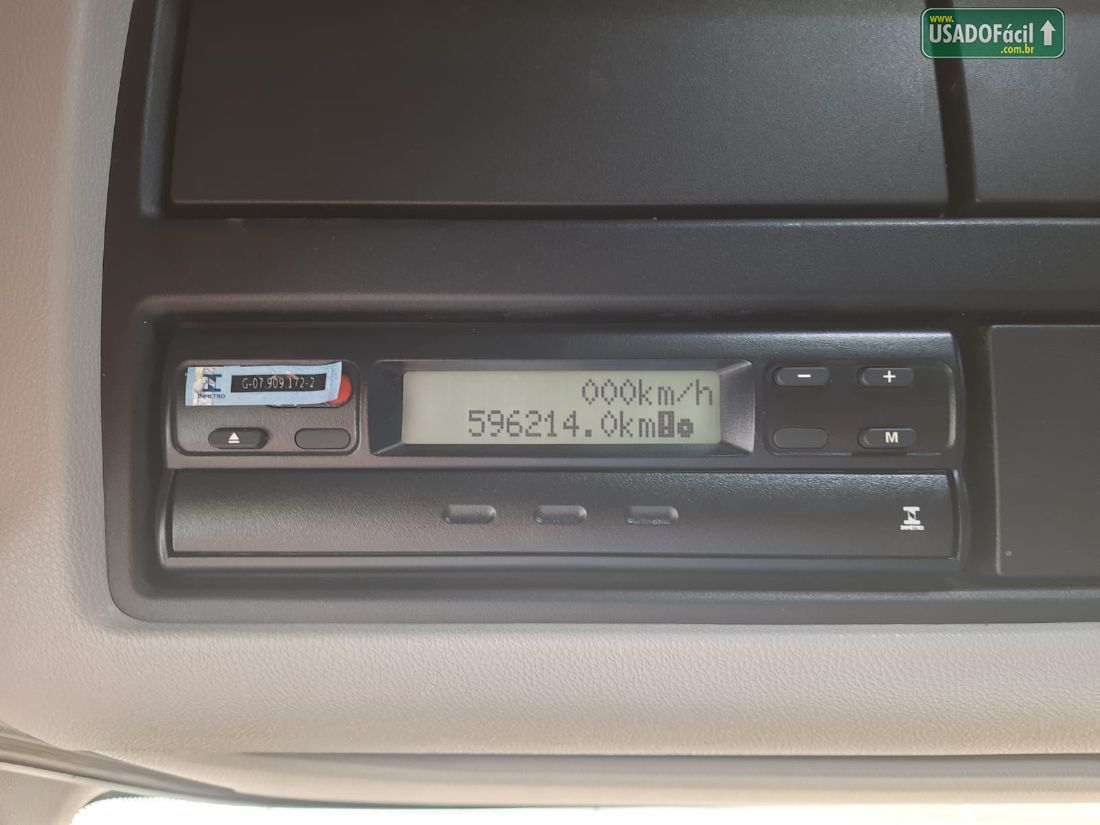 www.
USADOFácil
.com.br
G-07.909.172-2
INMETRO
000km/h
596214.0km
− +
M
INMETRO